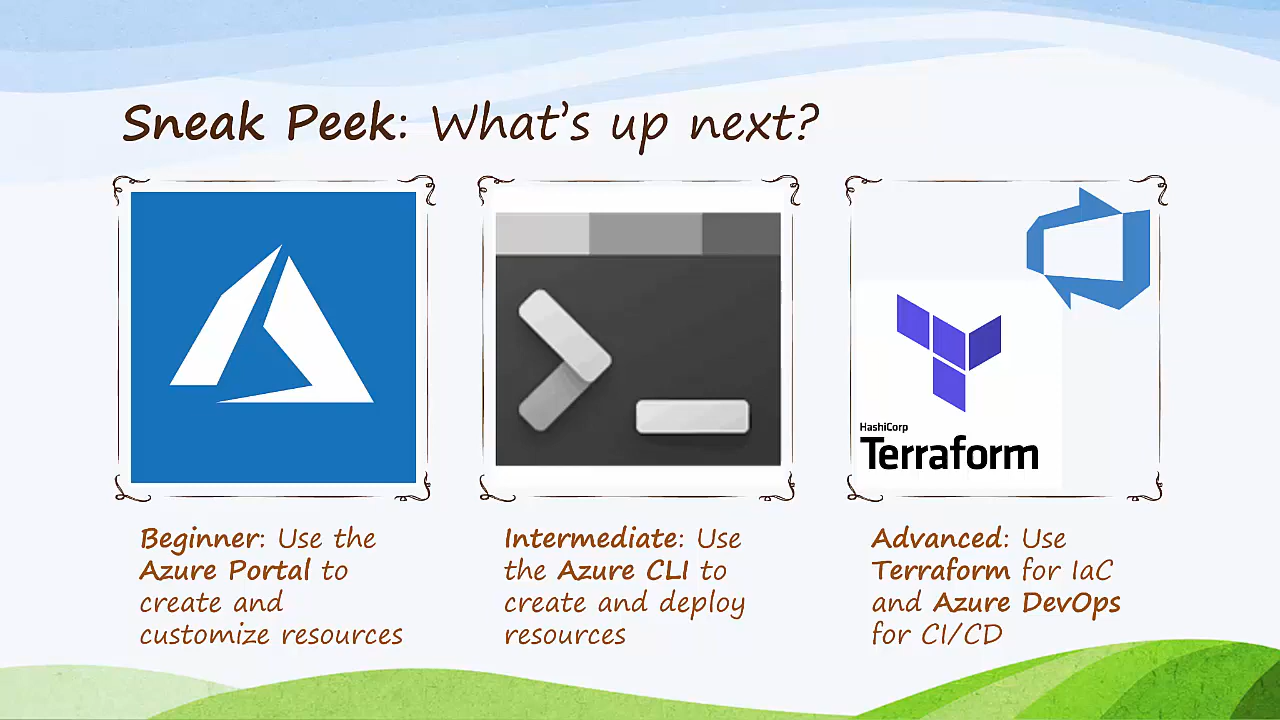 Sneak Peek: What's up next?
HashiCorp
Terraform
Beginner: Use the
Azure Portal to
create and
customize resources
Intermediate: Use
the Azure CLI to
create and deploy
resources
Advanced: Use
Terraform for IaC
and Azure DevOps
for CI/CD